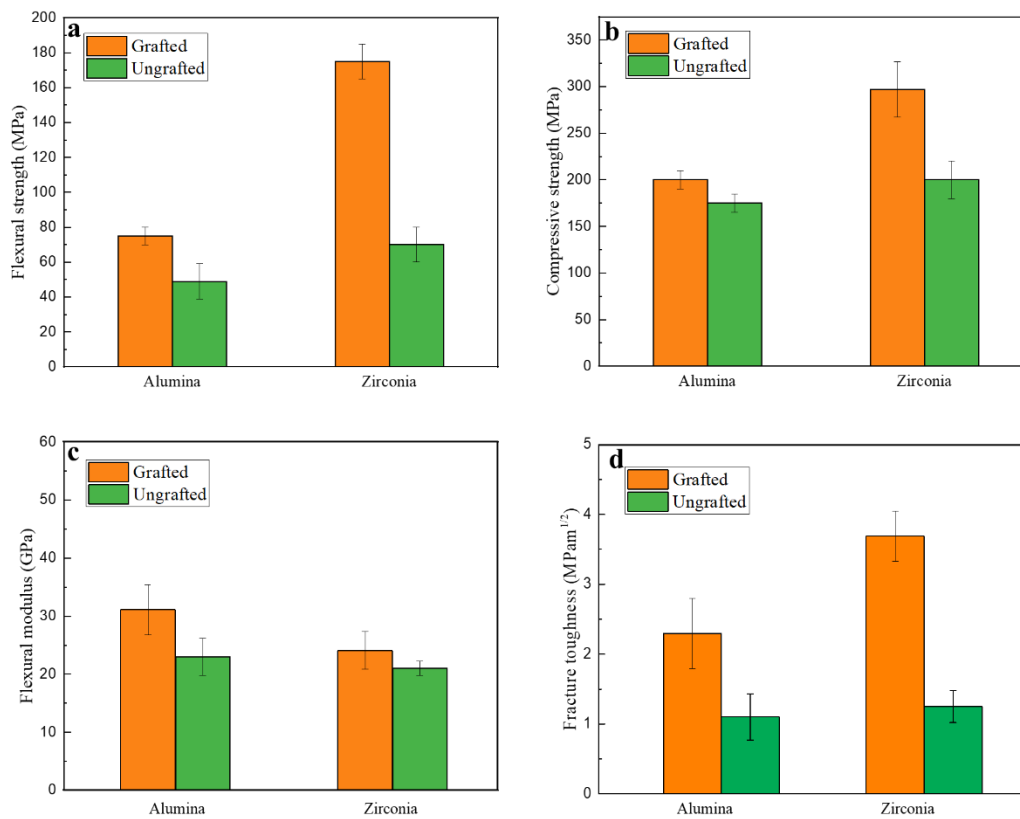 a
Grafted
Ungrafted
Flexural strength (MPa)
200
180
160
140
120
100
80
60
40
20
0
Alumina Zirconia
b
Grafted
Ungrafted
Compressive strength (MPa)
350
300
250
200
150
100
50
0
Alumina Zirconia
c
Grafted
Ungrafted
Flexural modulus (GPa)
60
50
40
30
20
10
0
Alumina Zirconia
d
Grafted
Ungrafted
Fracture toughness (MPam1/2)
5
4
3
2
1
0
Alumina Zirconia